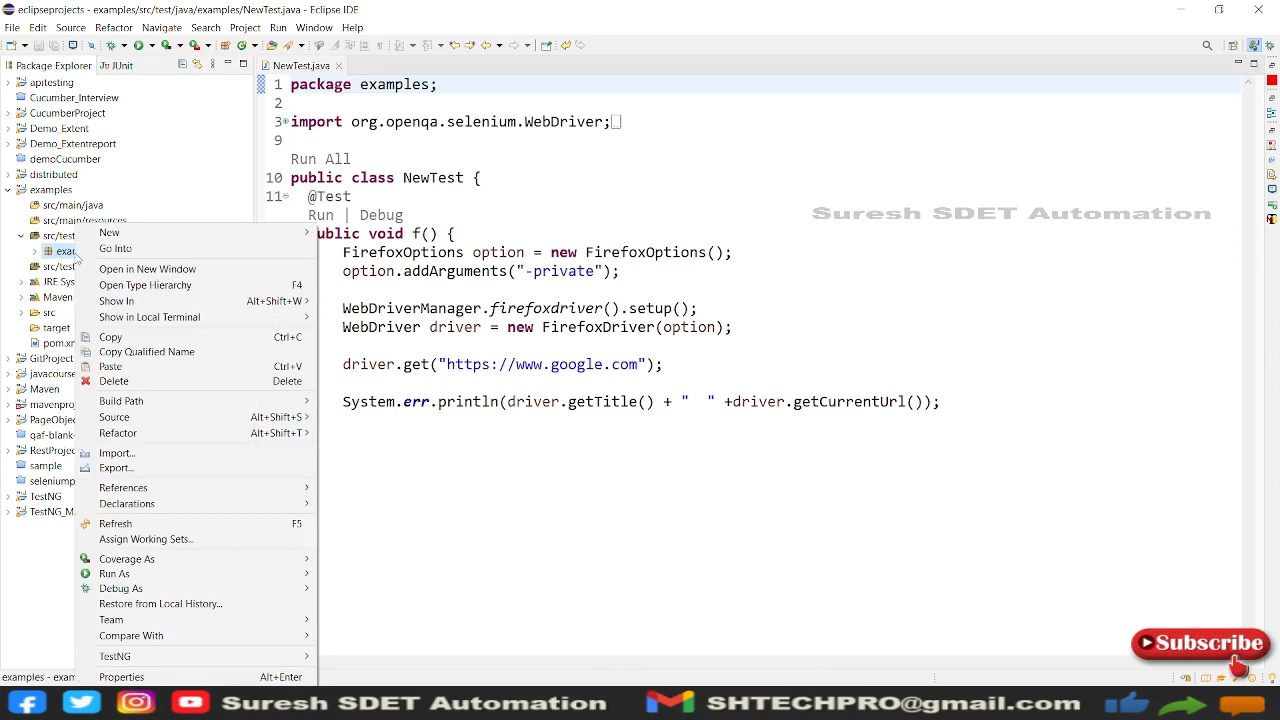 eclipseprojects - examples/src/test/java/examples/NewTest.java - Eclipse IDE
File Edit Source Refactor Navigate Search Project Run Window Help
Package Explorer JUnit
apitesting
Cucumber_Interview
CucumberProject
Demo_Extent
Demo_Extentreport
demoCucumber
distributed
examples
src/main/java
src/main/resources
src/test
exam
src/test
JRE Sys
Maven
src
target
pom.xm
GitProject
javacourse
Maven
mavenproj
PageObjec
qaf-blank-
RestProjec
sample
seleniump
TestNG
TestNG_M
New
Go Into
Open in New Window
Open Type Hierarchy F4
Show In Alt+Shift+W
Show in Local Terminal
Copy Ctrl+C
Copy Qualified Name
Paste Ctrl+V
Delete Delete
Build Path
Source Alt+Shift+S
Refactor Alt+Shift+T
Import...
Export...
References
Declarations
Refresh F5
Assign Working Sets...
Coverage As
Run As
Debug As
Restore from Local History...
Team
Compare With
TestNG
Properties Alt+Enter
NewTest.java
1 package examples;
2
3 import org.openqa.selenium.WebDriver;
9
Run All
10 public class NewTest {
11 @Test
Run | Debug
ublic void f() {
FirefoxOptions option = new FirefoxOptions();
option.addArguments("-private");
WebDriverManager.firefoxdriver().setup();
WebDriver driver = new FirefoxDriver(option);
driver.get("https://www.google.com");
System.err.println(driver.getTitle() + "  " +driver.getCurrentUrl());
Suresh SDET Automation
Subscribe
examples - exam
Suresh SDET Automation SHTECHPRO@gmail.com